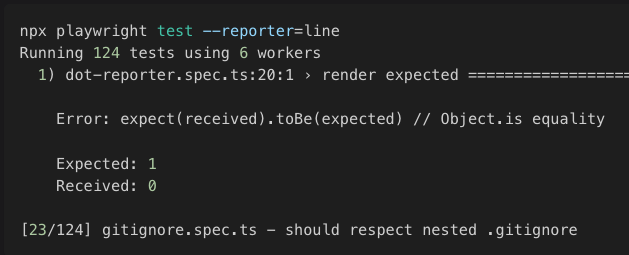 npx playwright test --reporter=line
Running 124 tests using 6 workers
1) dot-reporter.spec.ts:20:1 › render expected ===================
Error: expect(received).toBe(expected) // Object.is equality
Expected: 1
Received: 0
[23/124] gitignore.spec.ts - should respect nested .gitignore